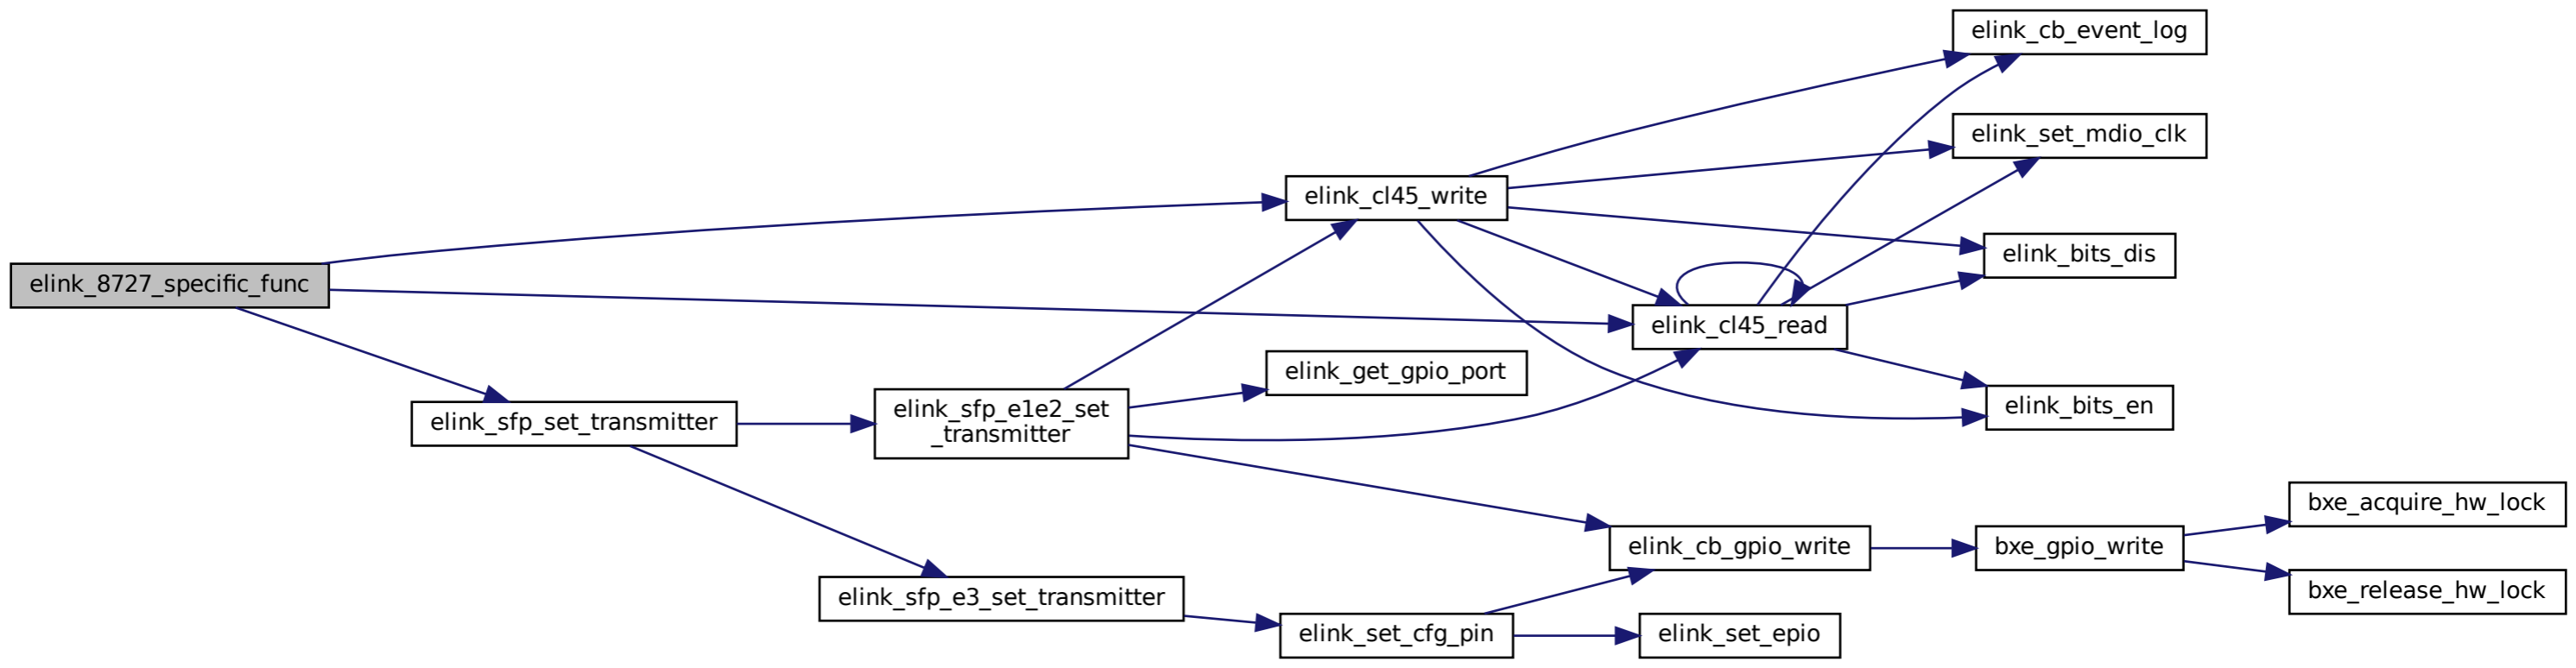 elink_cb_event_log
elink_set_mdio_clk
elink_cl45_write
elink_bits_dis
elink_8727_specific_func
elink_cl45_read
elink_get_gpio_port
elink_bits_en
elink_sfp_set_transmitter
elink_sfp_e1e2_set
_transmitter
bxe_acquire_hw_lock
elink_cb_gpio_write
bxe_gpio_write
bxe_release_hw_lock
elink_sfp_e3_set_transmitter
elink_set_cfg_pin
elink_set_epio